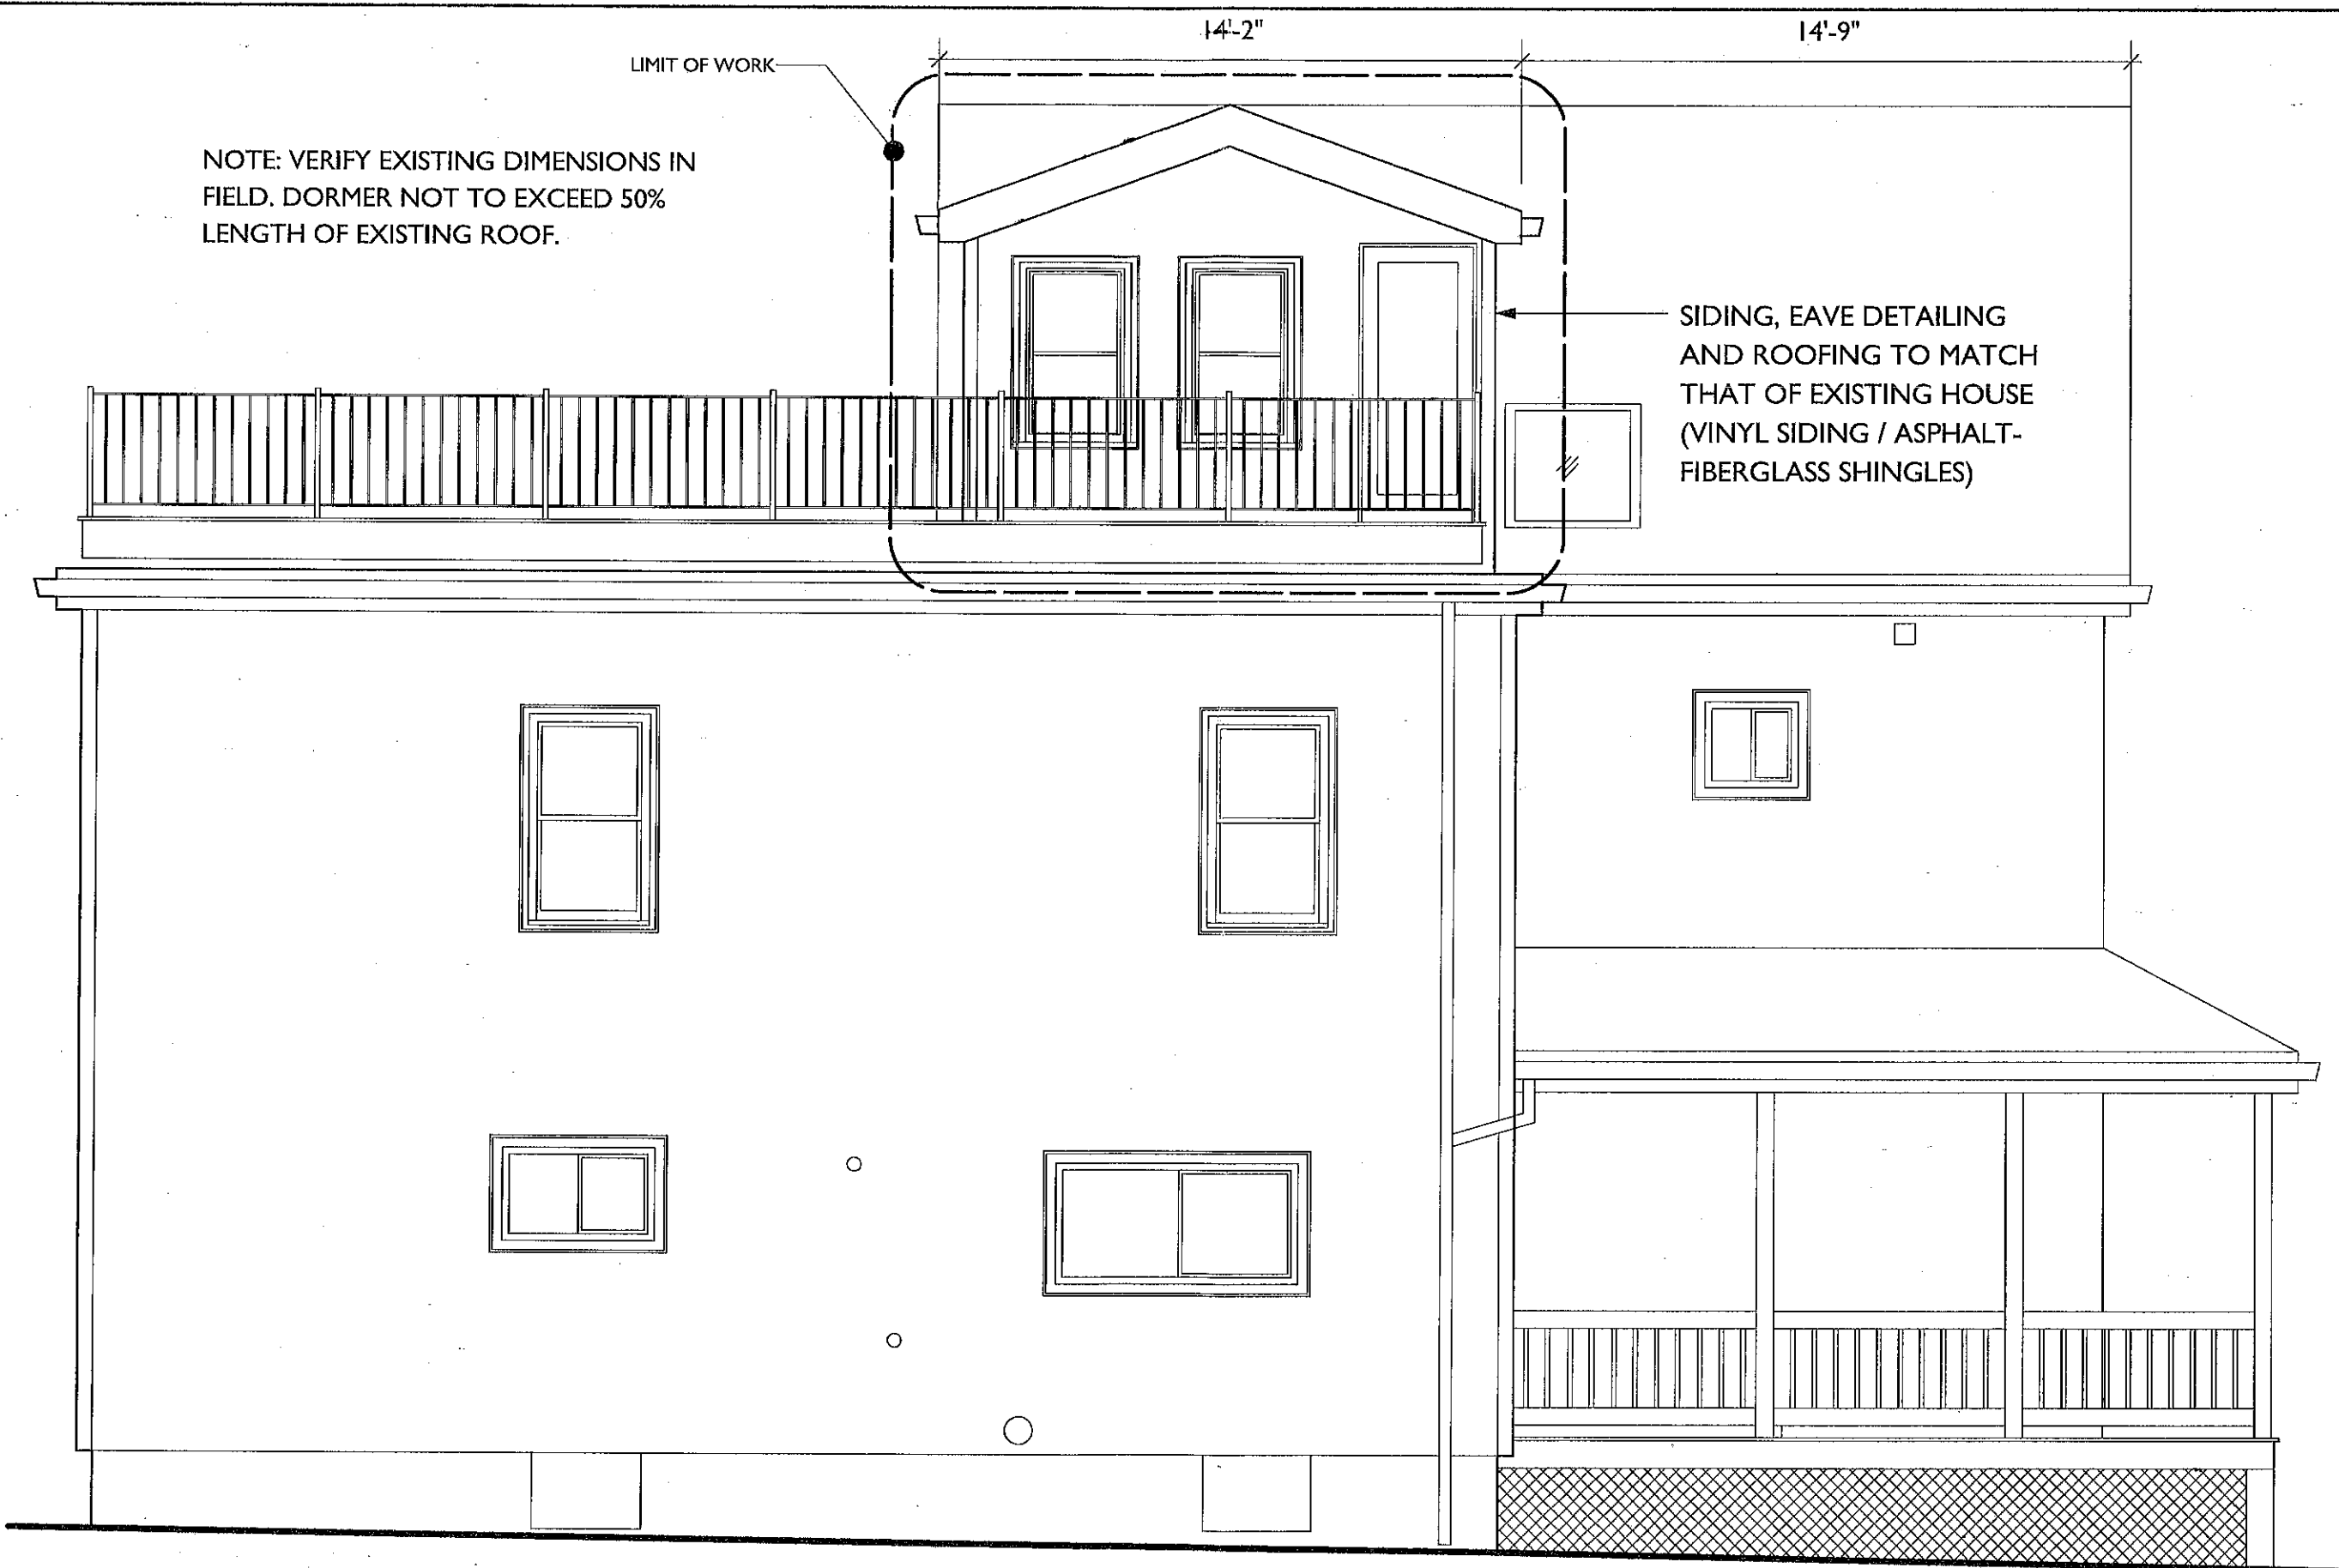 14'-2"
14'-9"
LIMIT OF WORK
NOTE: VERIFY EXISTING DIMENSIONS IN
FIELD. DORMER NOT TO EXCEED 50%
LENGTH OF EXISTING ROOF.
SIDING, EAVE DETAILING
AND ROOFING TO MATCH
THAT OF EXISTING HOUSE
(VINYL SIDING / ASPHALT-
FIBERGLASS SHINGLES)